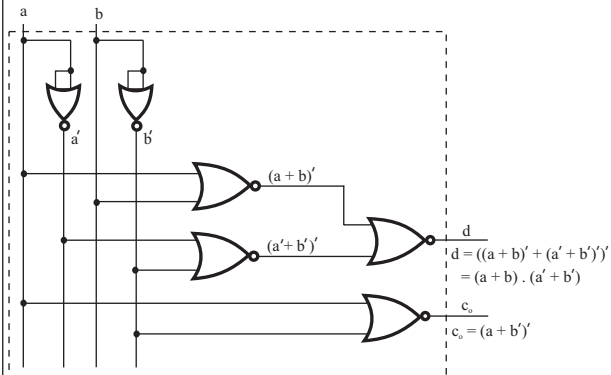 a b
a′ b′
(a + b)′
(a′+ b′)′
d
d = ((a + b)′ + (a′ + b′)′)′
= (a + b) . (a′ + b′)
cₒ
cₒ = (a + b′)′